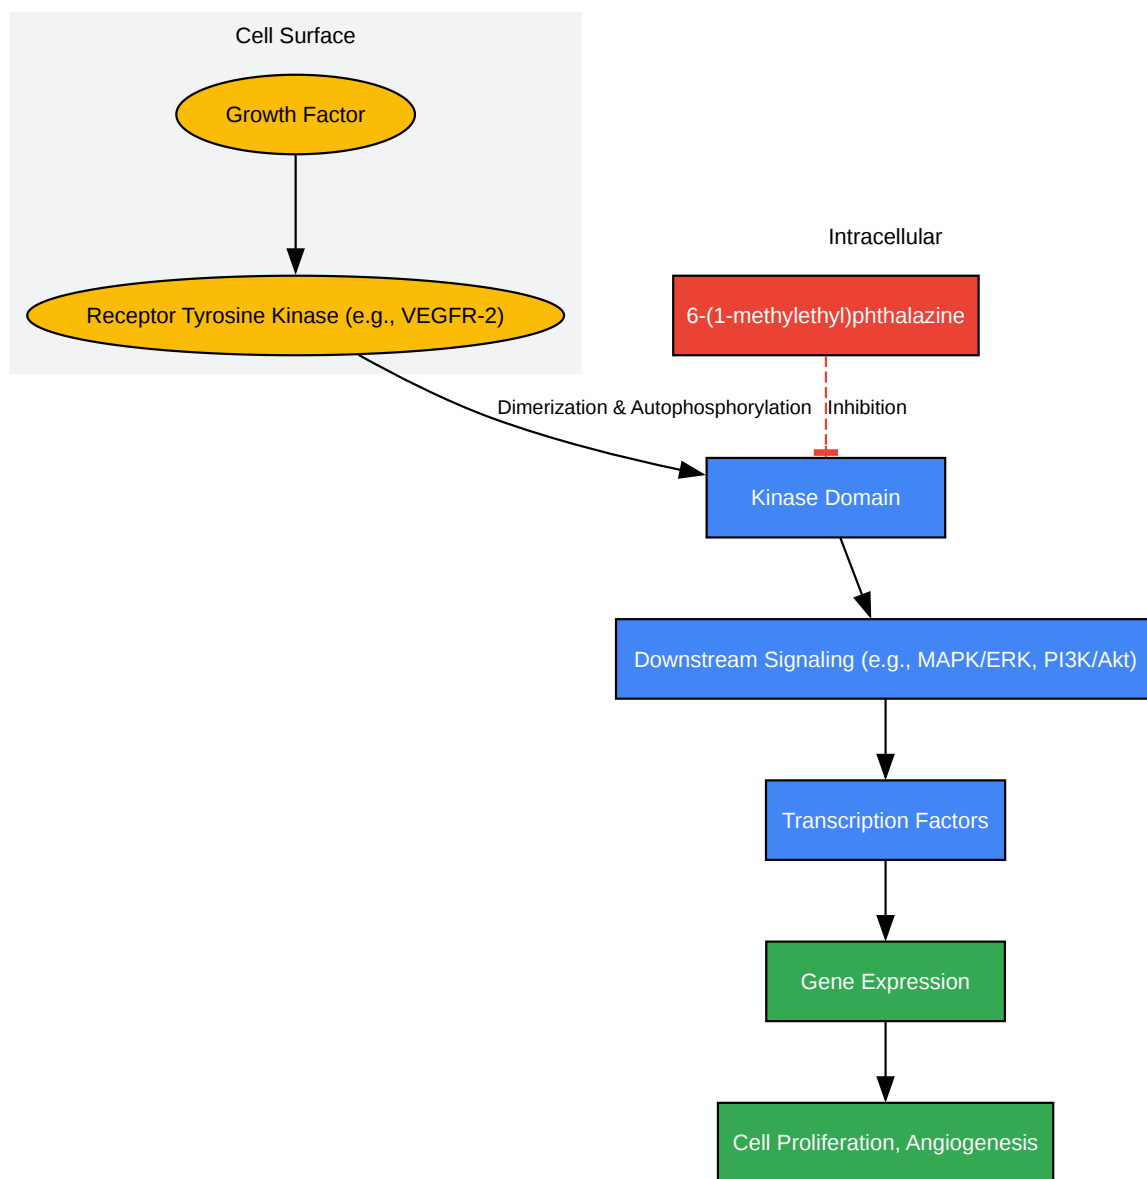 Cell Surface
Growth Factor
Receptor Tyrosine Kinase (e.g., VEGFR-2)
Intracellular
6-(1-methylethyl)phthalazine
Dimerization & Autophosphorylation
Inhibition
Kinase Domain
Downstream Signaling (e.g., MAPK/ERK, PI3K/Akt)
Transcription Factors
Gene Expression
Cell Proliferation, Angiogenesis